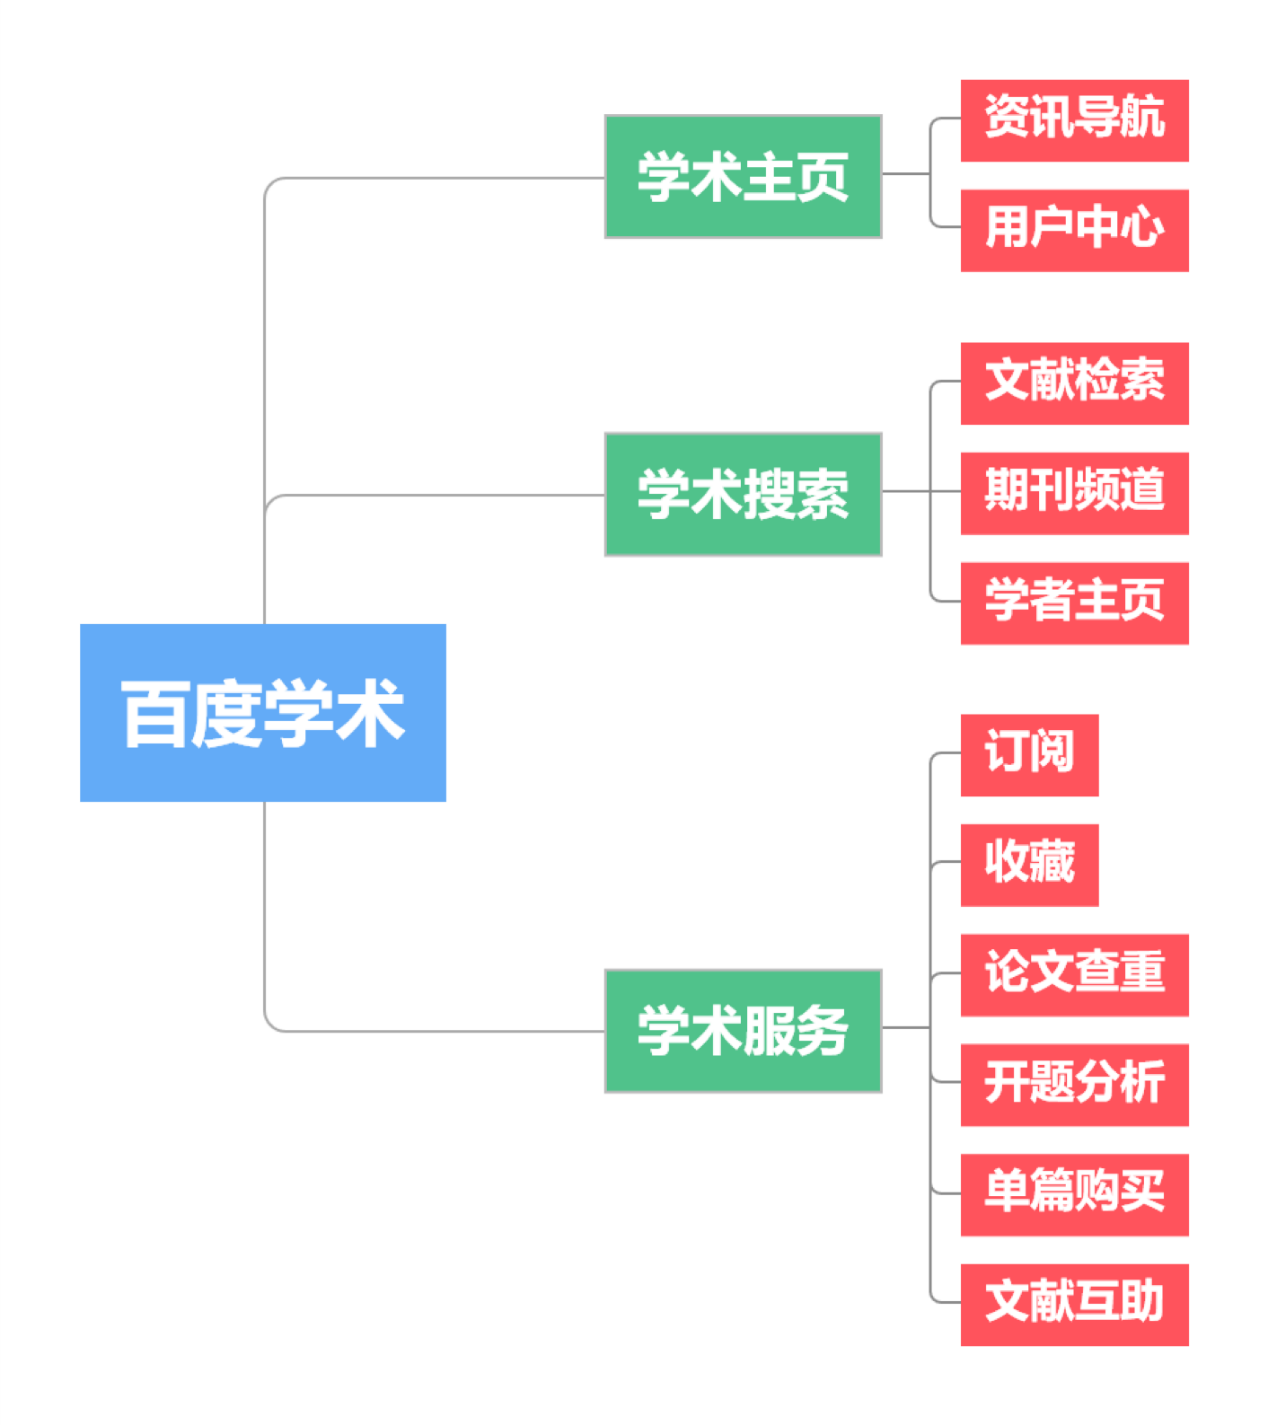 百度学术
学术主页
资讯导航
用户中心
学术搜索
文献检索
期刊频道
学者主页
学术服务
订阅
收藏
论文查重
开题分析
单篇购买
文献互助